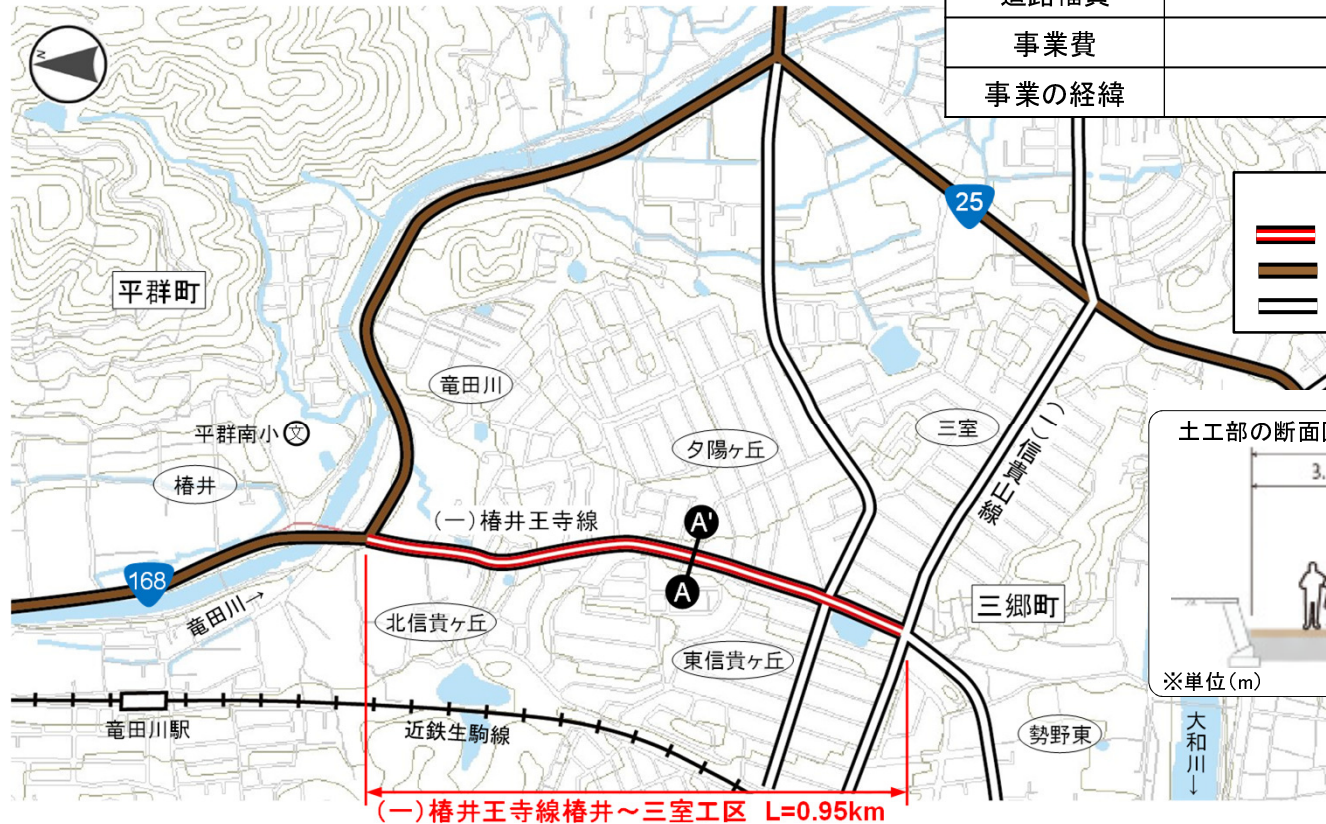 事業費
事業の経緯
N
25
平群町
竜田川
平群南小
文
椿井
夕陽ヶ丘
三室
(一)信貴山線
土工部の断面
3.
(一)椿井王寺線
A'
A
168
竜田川→
北信貴ヶ丘
三郷町
東信貴ヶ丘
※単位(m)
竜田川駅
近鉄生駒線
勢野東
大和川→
(一)椿井王寺線椿井～三室工区 L=0.95km